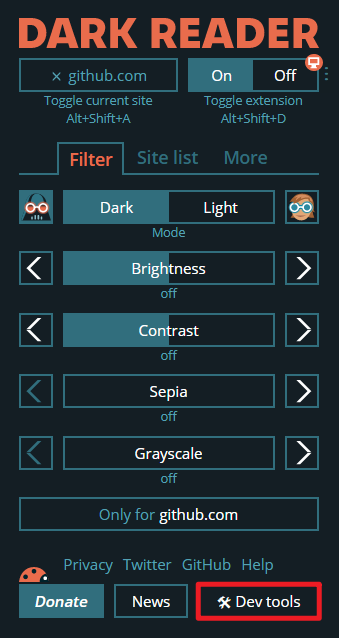 DARK READER
× github.com On Off
Toggle current site Toggle extension
Alt+Shift+A Alt+Shift+D
Filter Site list More
Dark Light
Mode
Brightness
off
Contrast
off
Sepia
off
Grayscale
off
Only for github.com
Privacy Twitter GitHub Help
Donate News 🛠 Dev tools